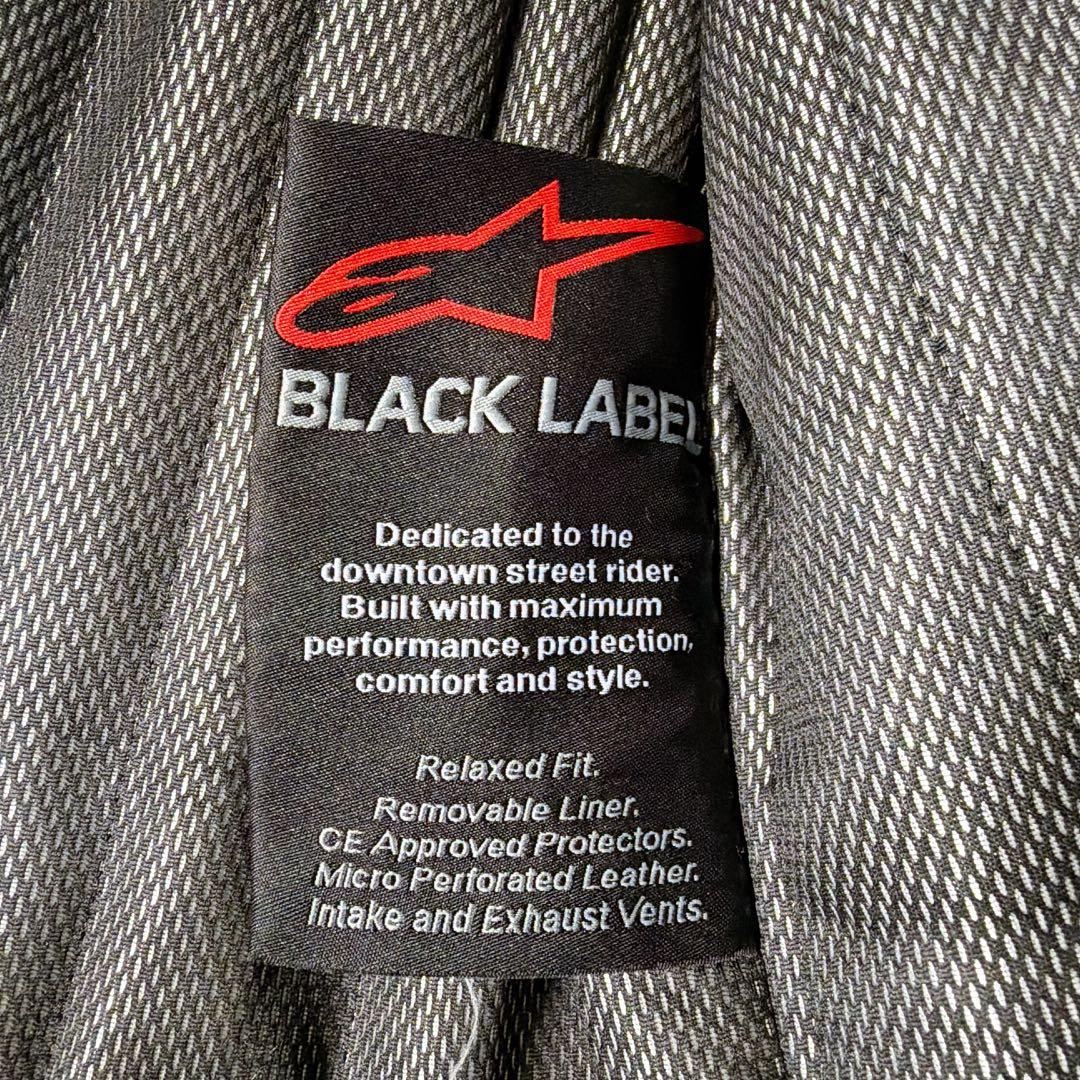 BLACK LABEL
Dedicated to the
downtown street rider.
Built with maximum
performance, protection,
comfort and style.
Relaxed Fit.
Removable Liner.
CE Approved Protectors.
Micro Perforated Leather.
Intake and Exhaust Vents.